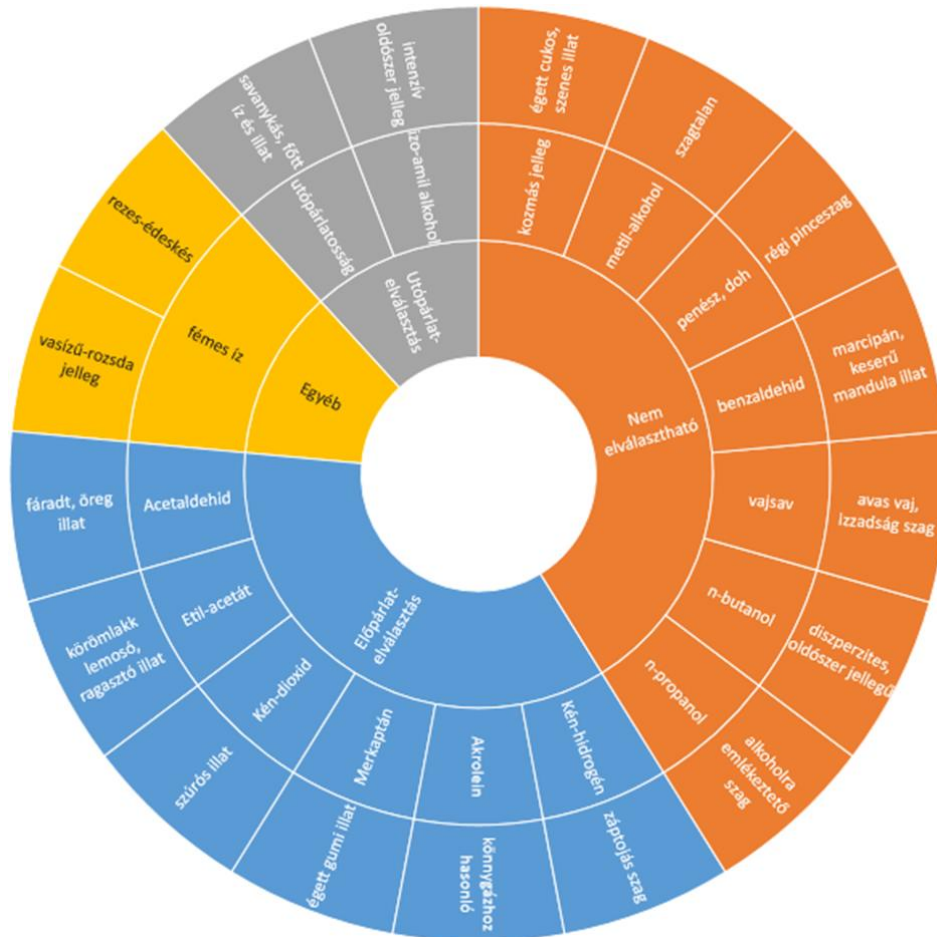 Nem
elválasztható
kozmás jelleg
égett cukos,
szenes illat
metil-alkohol
szagtalan
penész, doh
régi pinceszag
benzaldehid
marcipán,
keserű
mandula illat
vajsav
avas vaj,
izzadság szag
n-butanol
diszperzites,
oldószer jellegű
n-propanol
alkoholra
emlékeztető
szag
Előpárlat-
elválasztás
Kén-hidrogén
záptojás szag
Akrolein
könnygázhoz
hasonló
Merkaptán
égett gumi illat
Kén-dioxid
szúrós illat
Etil-acetát
körömlakk
lemosó,
ragasztó illat
Acetaldehid
fáradt, öreg
illat
Egyéb
fémes íz
vasízű-rozsda
jelleg
rezes-édeskés
Utópárlat-
elválasztás
utópárlatosság
savanykás, főtt
íz és illat
izo-amil alkohol
intenzív
oldószer jelleg